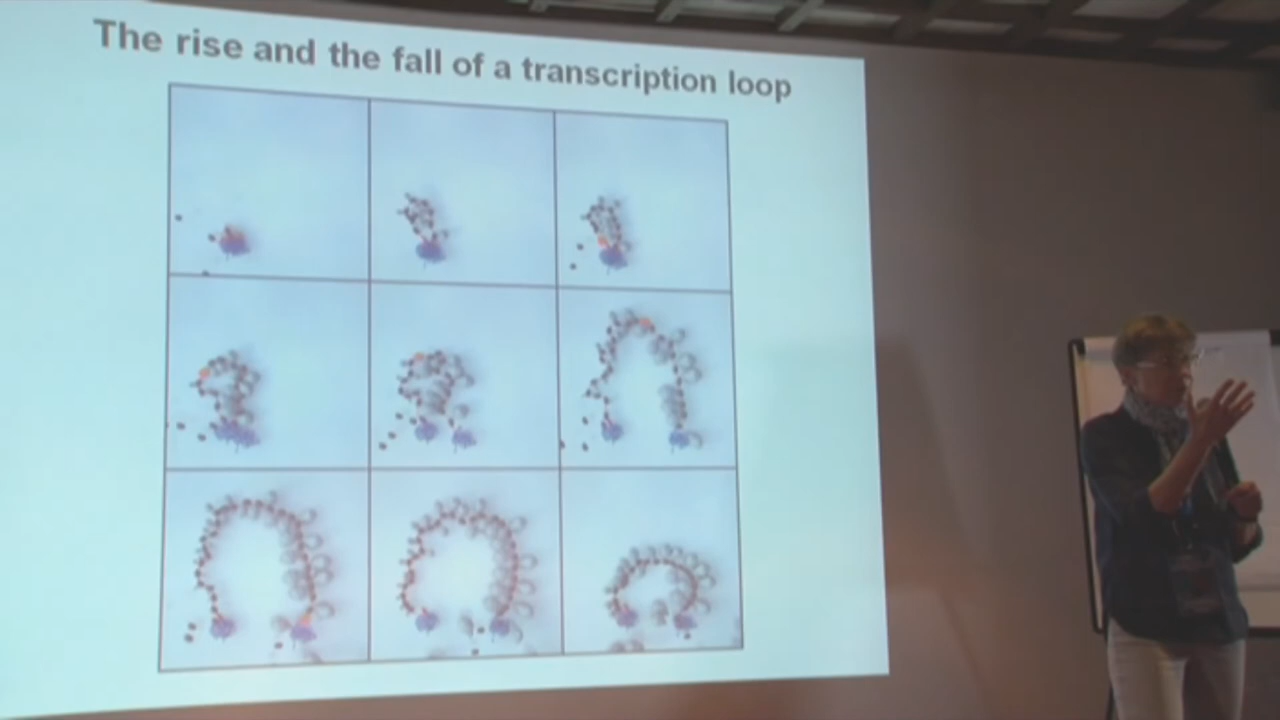 The rise and the fall of a transcription loop